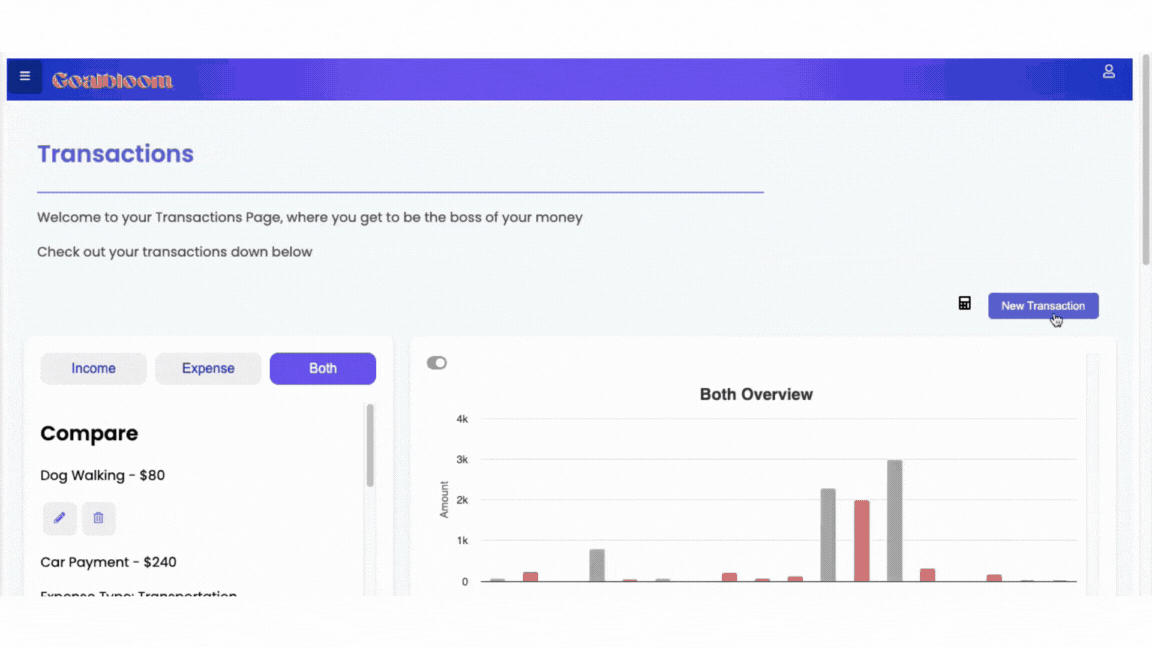 Goalbloom
Transactions
Welcome to your Transactions Page, where you get to be the boss of your money
Check out your transactions down below
New Transaction
Income Expense Both
Compare
Dog Walking - $80
Car Payment - $240
Expense Type: Transportation
Both Overview
4k
3k
2k
1k
0
Amount